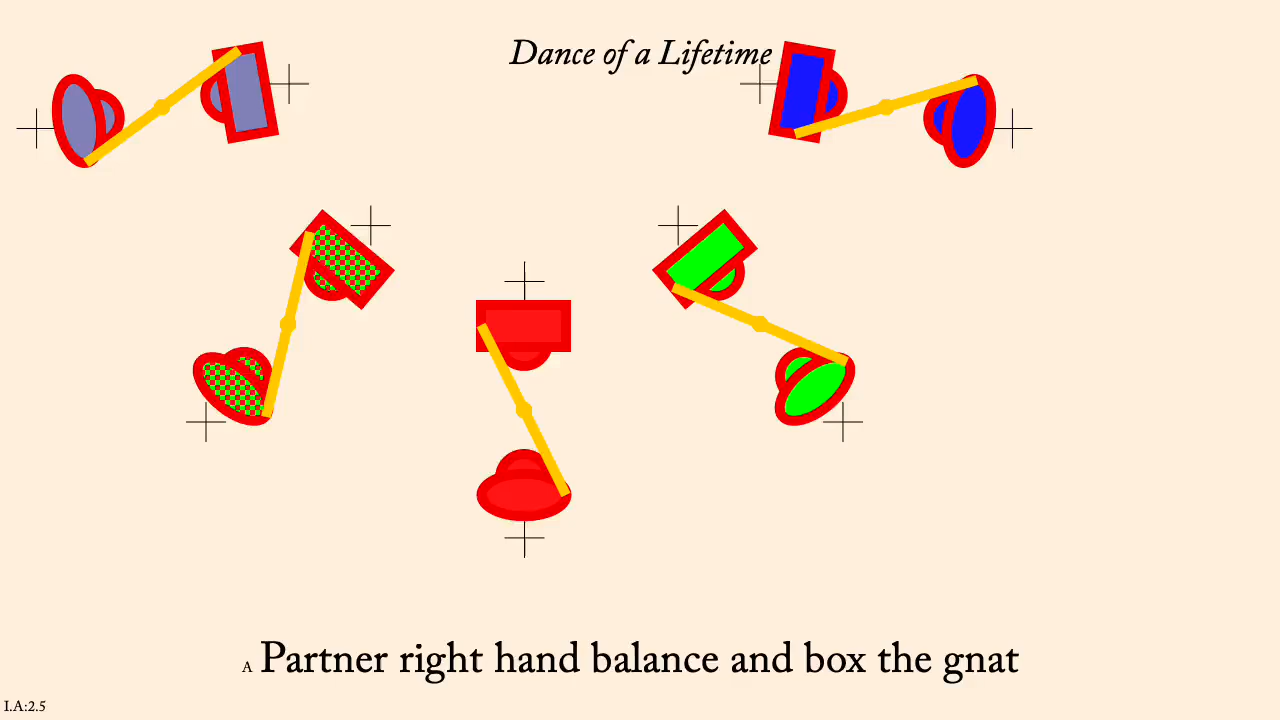 Dance of a Lifetime
A Partner right hand balance and box the gnat
I.A:2.5